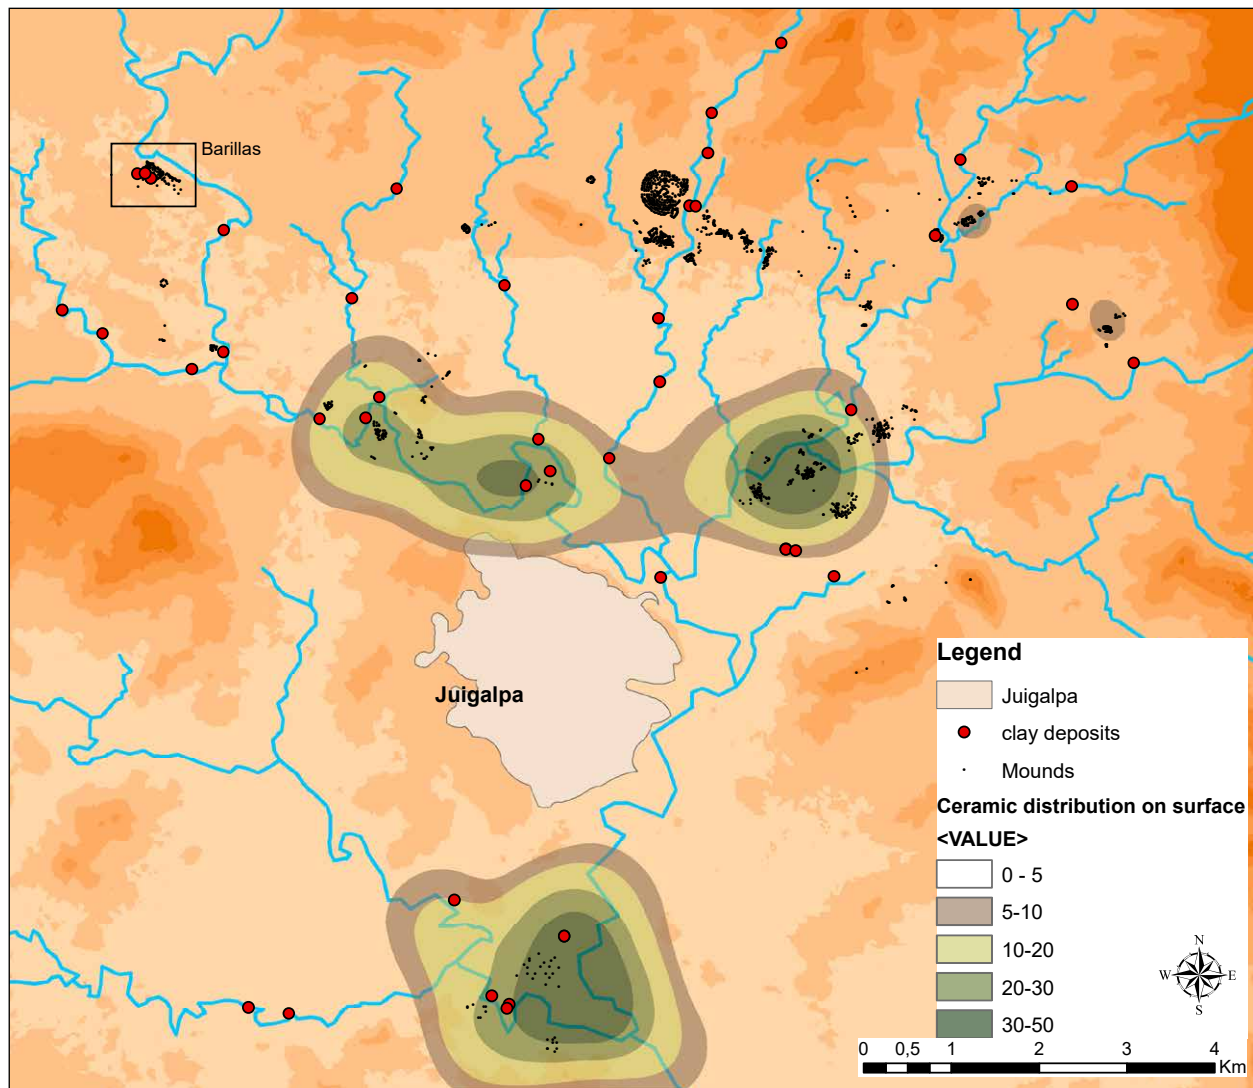 Barillas
Juigalpa
Legend
Juigalpa
clay deposits
Mounds
Ceramic distribution on surface
<VALUE>
0 - 5
5-10
10-20
20-30
30-50
N
W E
S
0 0,5 1 2 3 4
Km